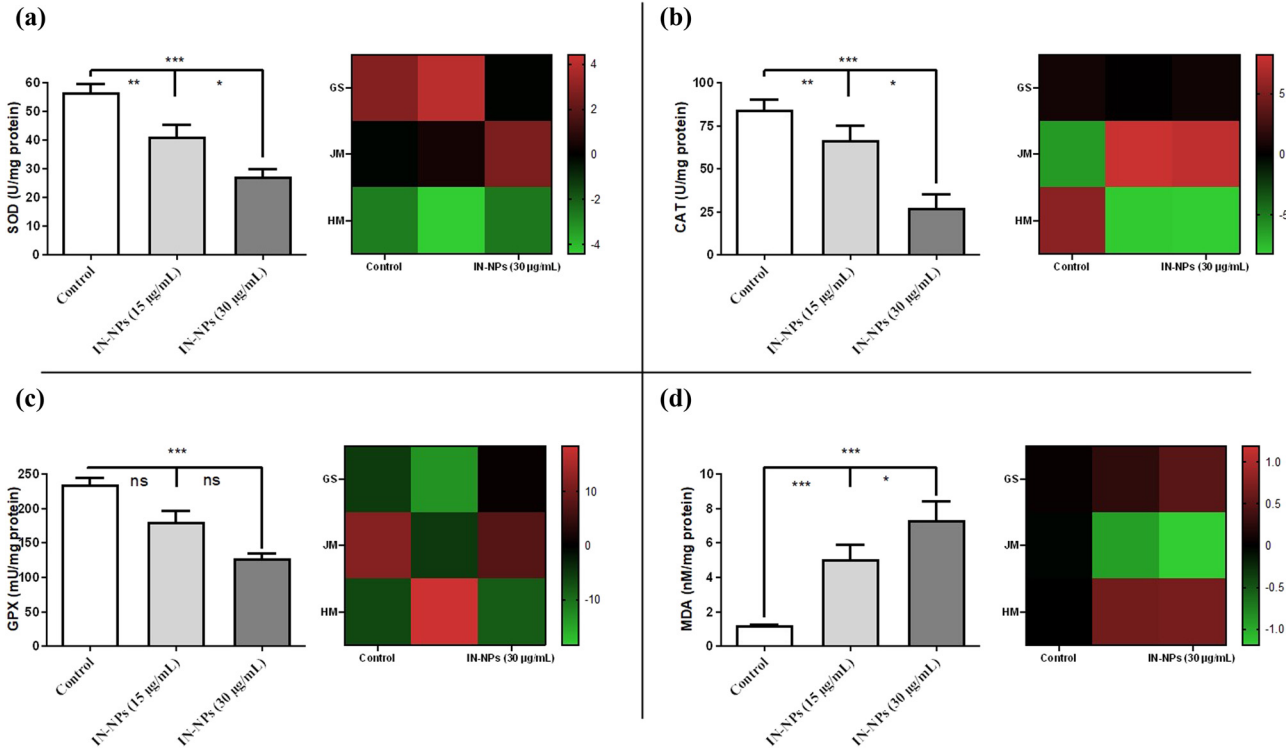 (a)
SOD (U/mg protein)
60
50
40
30
20
10
0
***
**
*
Control
IN-NPs (15 µg/mL)
IN-NPs (30 µg/mL)
GS
JM
HM
Control
IN-NPs (30 µg/mL)
4
2
0
-2
-4
(b)
CAT (U/mg protein)
100
75
50
25
0
***
**
*
Control
IN-NPs (15 µg/mL)
IN-NPs (30 µg/mL)
GS
JM
HM
Control
IN-NPs (30 µg/mL)
5
0
-5
(c)
GPX (mU/mg protein)
250
200
150
100
50
0
***
ns
ns
Control
IN-NPs (15 µg/mL)
IN-NPs (30 µg/mL)
GS
JM
HM
Control
IN-NPs (30 µg/mL)
10
0
-10
(d)
MDA (nM/mg protein)
10
8
6
4
2
0
***
***
*
Control
IN-NPs (15 µg/mL)
IN-NPs (30 µg/mL)
GS
JM
HM
Control
IN-NPs (30 µg/mL)
1.0
0.5
0
-0.5
-1.0